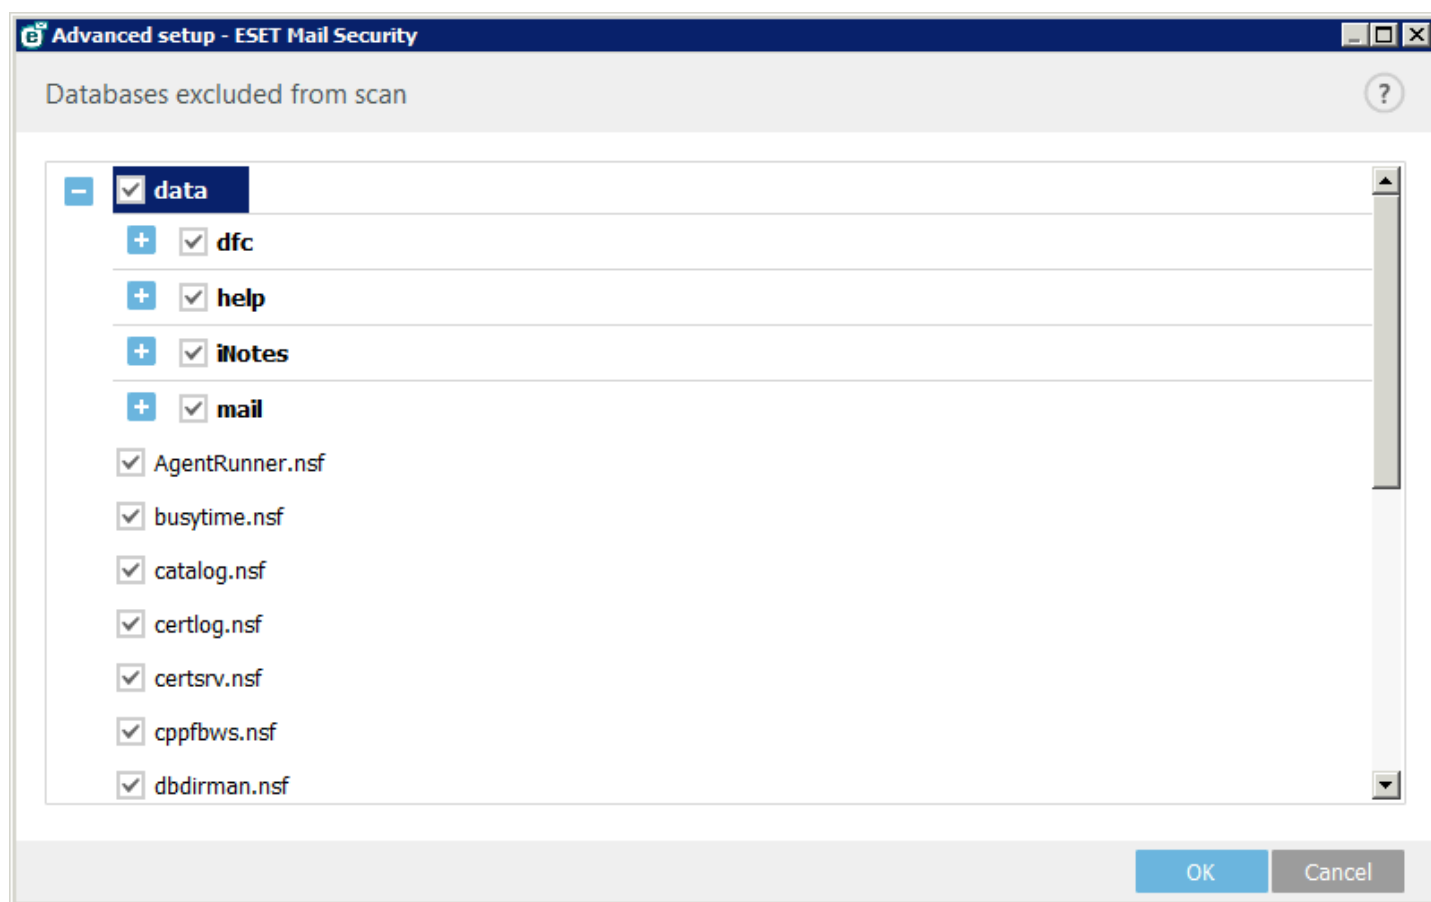 Advanced setup - ESET Mail Security
Databases excluded from scan
?
data
dfc
help
iNotes
mail
AgentRunner.nsf
busytime.nsf
catalog.nsf
certlog.nsf
certsrv.nsf
cppfbws.nsf
dbdirman.nsf
OK Cancel